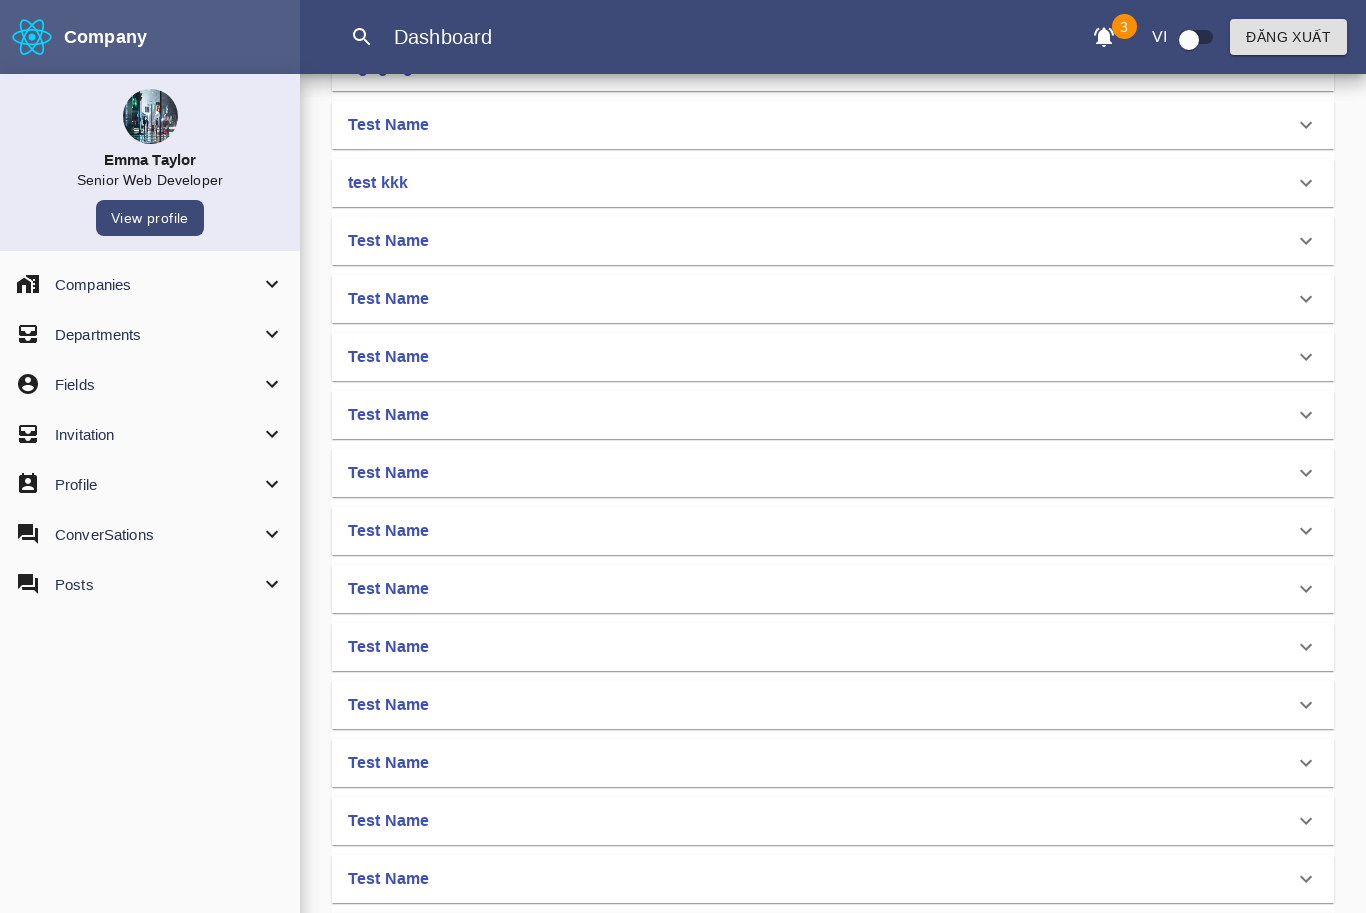 Company
Dashboard
3
VI
ĐĂNG XUẤT
Emma Taylor
Senior Web Developer
View profile
Companies
Departments
Fields
Invitation
Profile
ConverSations
Posts
Test Name
test kkk
Test Name
Test Name
Test Name
Test Name
Test Name
Test Name
Test Name
Test Name
Test Name
Test Name
Test Name
Test Name